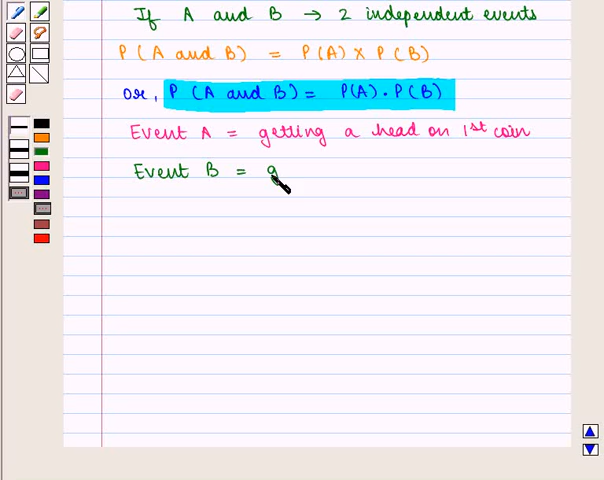 If A and B → 2 independent events
P(A and B) = P(A) × P(B)
or, P(A and B) = P(A).P(B)
Event A = getting a head on 1st coin
Event B = g